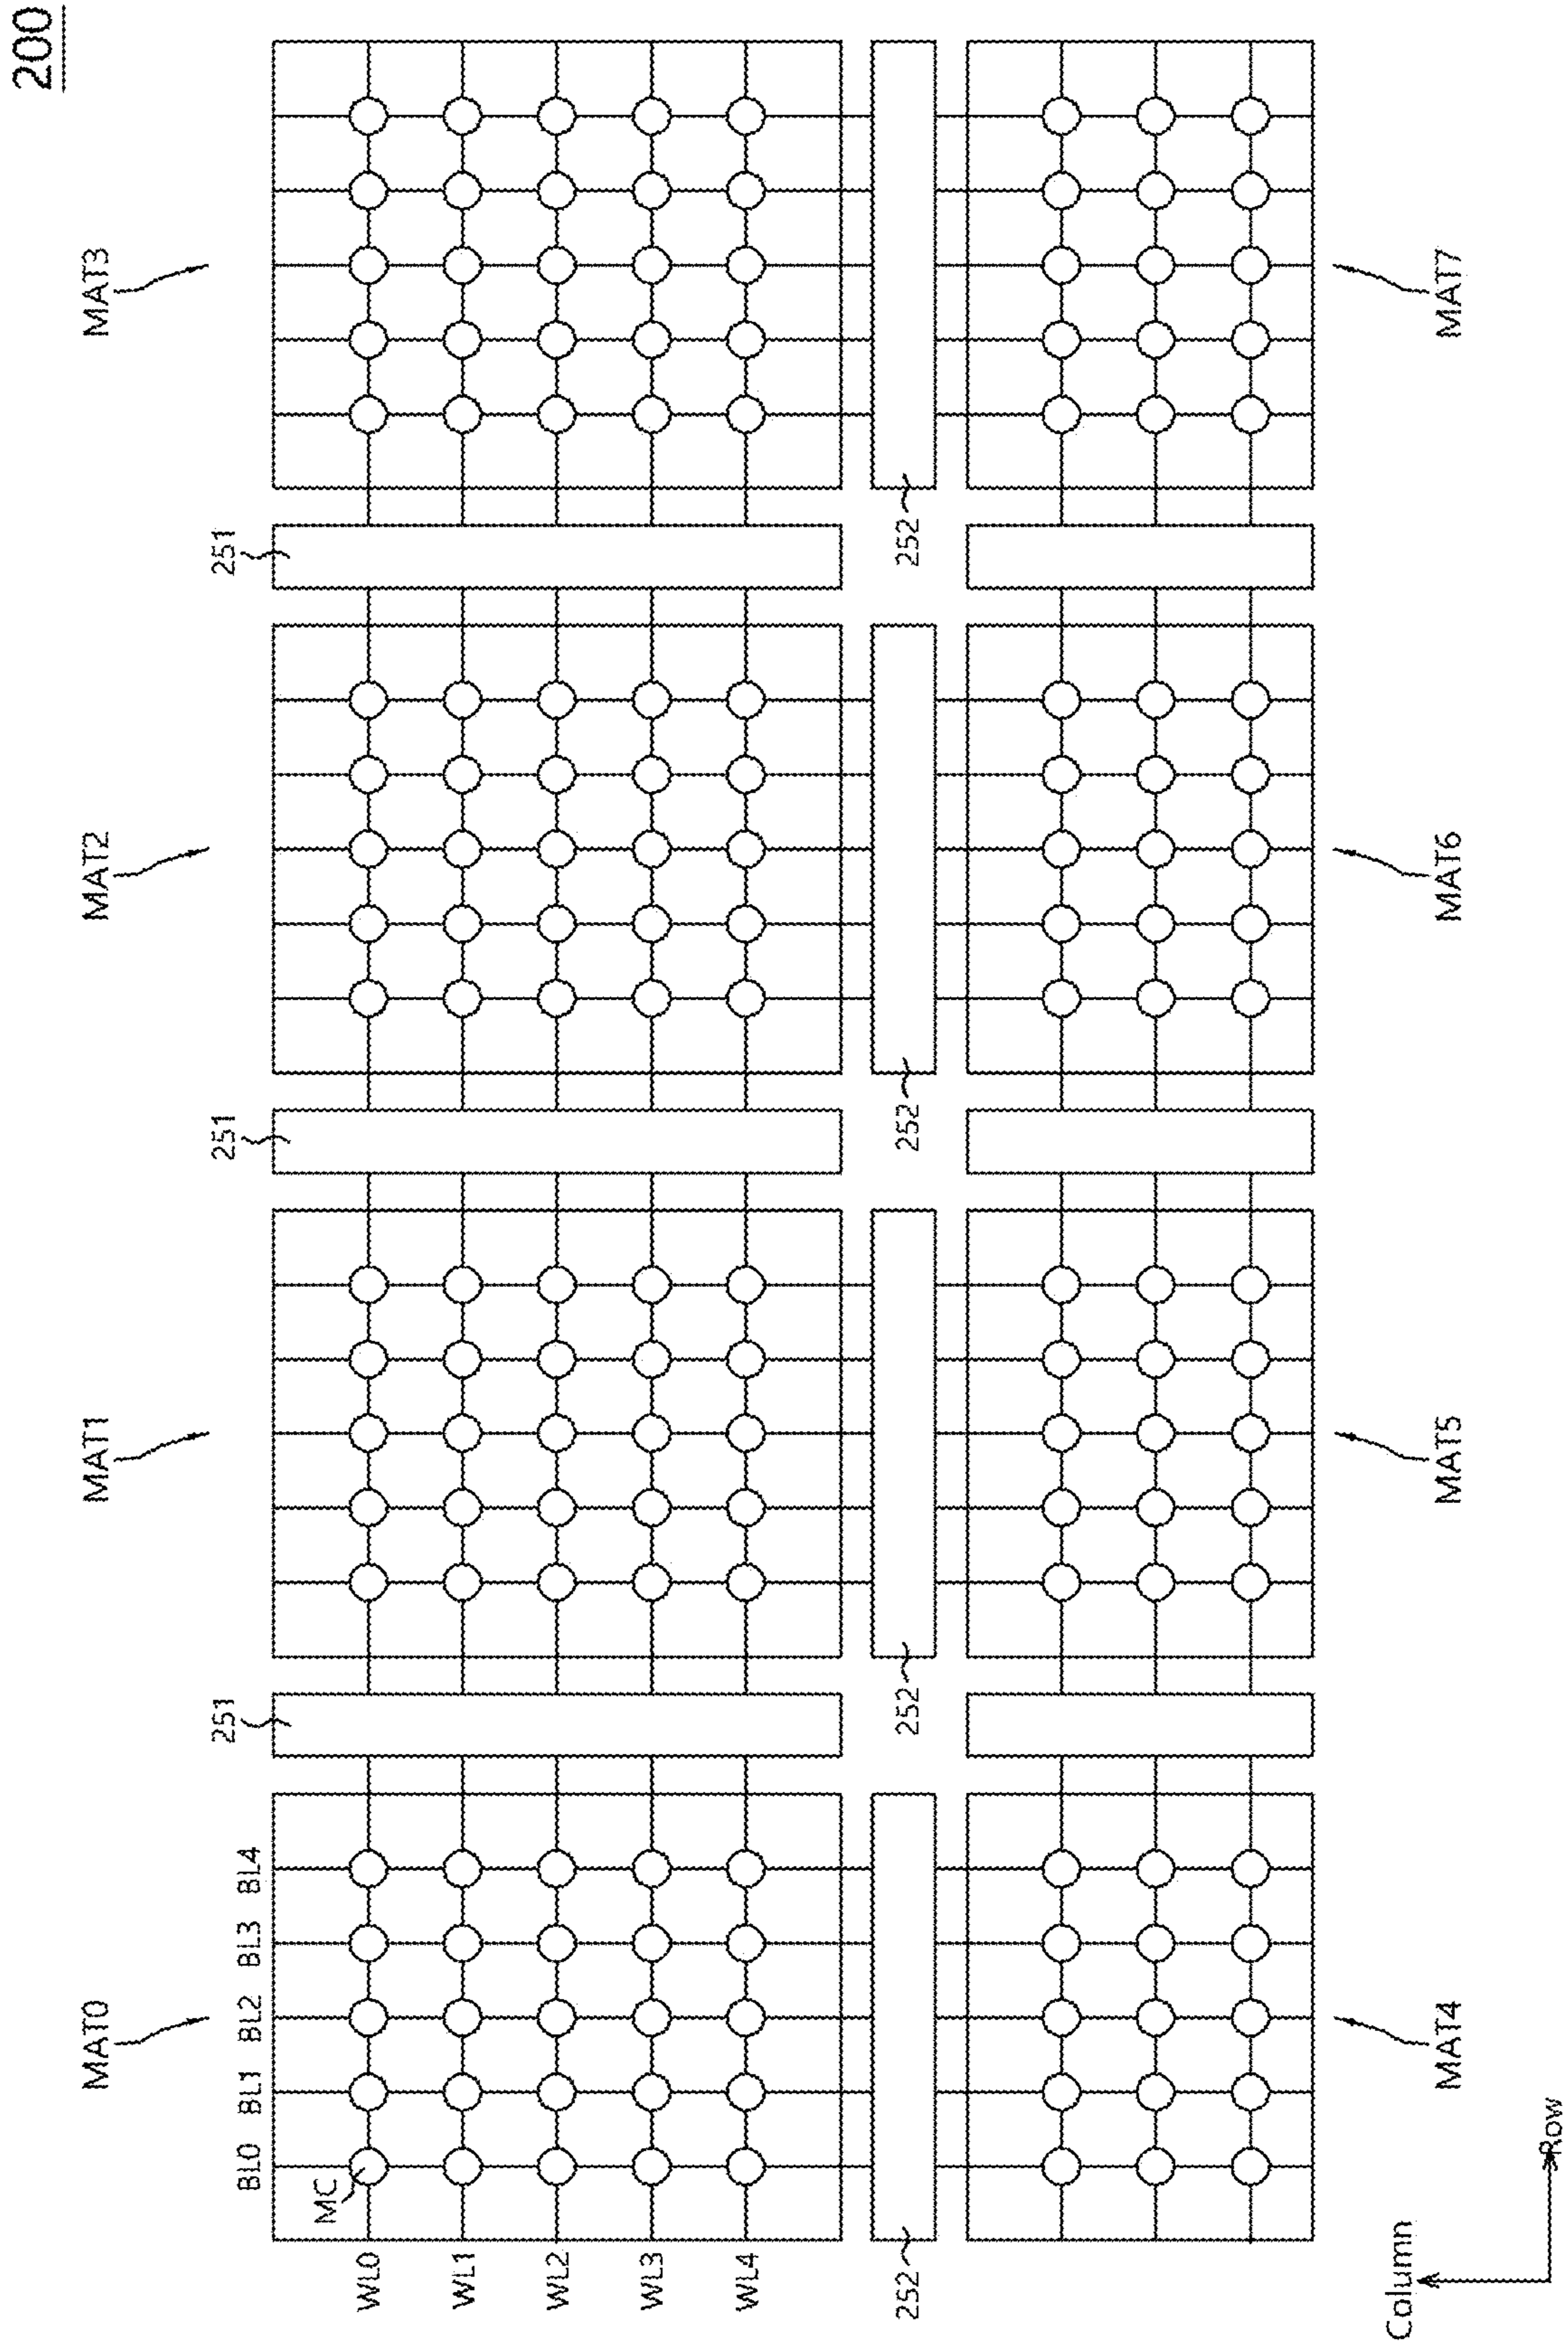 200
MAT0 MAT1 MAT2 MAT3
251 251 251
BL0 BL1 BL2 BL3 BL4
MC
WL0
WL1
WL2
WL3
WL4
252 252 252 252
Column
MAT4 MAT5 MAT6 MAT7
Row